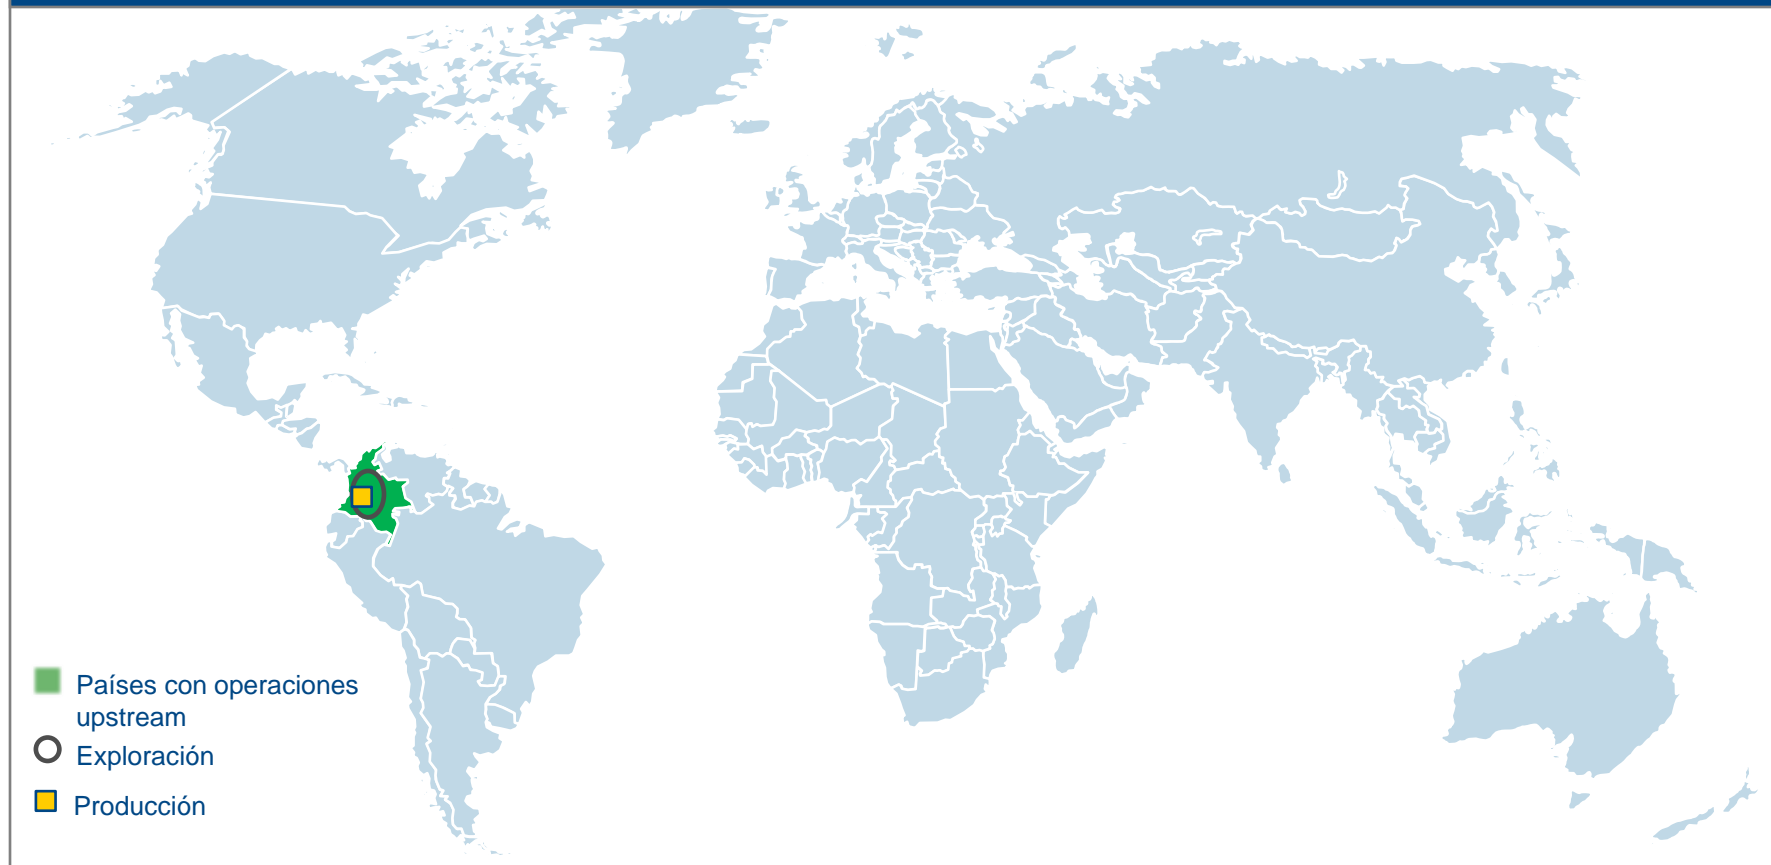 Países con operaciones
upstream
Exploración
Producción